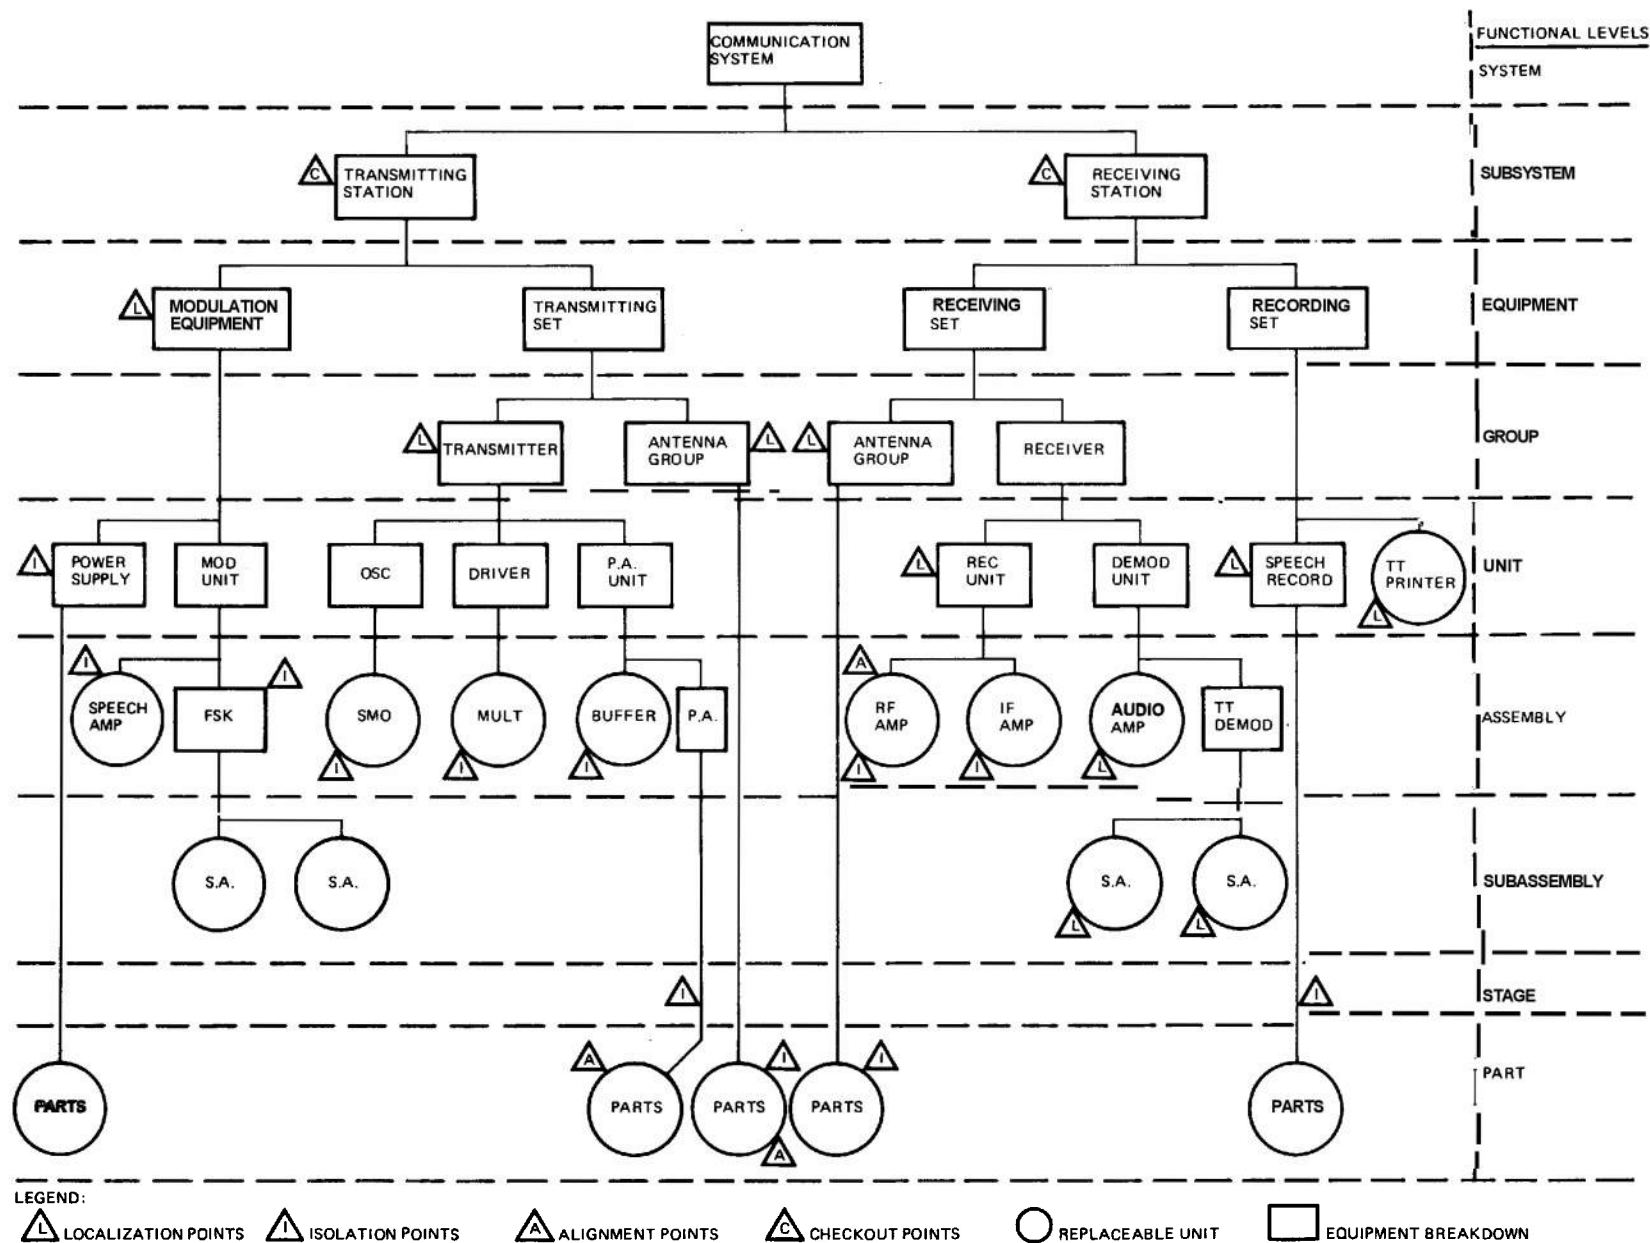 FUNCTIONAL LEVELS
COMMUNICATION
SYSTEM
SYSTEM
C
TRANSMITTING
STATION
C
RECEIVING
STATION
SUBSYSTEM
L
MODULATION
EQUIPMENT
TRANSMITTING
SET
RECEIVING
SET
RECORDING
SET
EQUIPMENT
L
TRANSMITTER
ANTENNA
GROUP
L
L
ANTENNA
GROUP
RECEIVER
GROUP
I
POWER
SUPPLY
MOD
UNIT
OSC
DRIVER
P.A.
UNIT
L
REC
UNIT
DEMOD
UNIT
L
SPEECH
RECORD
TT
PRINTER
L
UNIT
I
SPEECH
AMP
FSK
I
SMO
I
MULT
I
BUFFER
I
P.A.
A
RF
AMP
I
IF
AMP
I
AUDIO
AMP
L
TT
DEMOD
ASSEMBLY
S.A.
S.A.
S.A.
L
S.A.
L
SUBASSEMBLY
I
I
STAGE
PARTS
A
PARTS
I
PARTS
A
I
PARTS
PARTS
PART
LEGEND:
L LOCALIZATION POINTS
I ISOLATION POINTS
A ALIGNMENT POINTS
C CHECKOUT POINTS
REPLACEABLE UNIT
EQUIPMENT BREAKDOWN